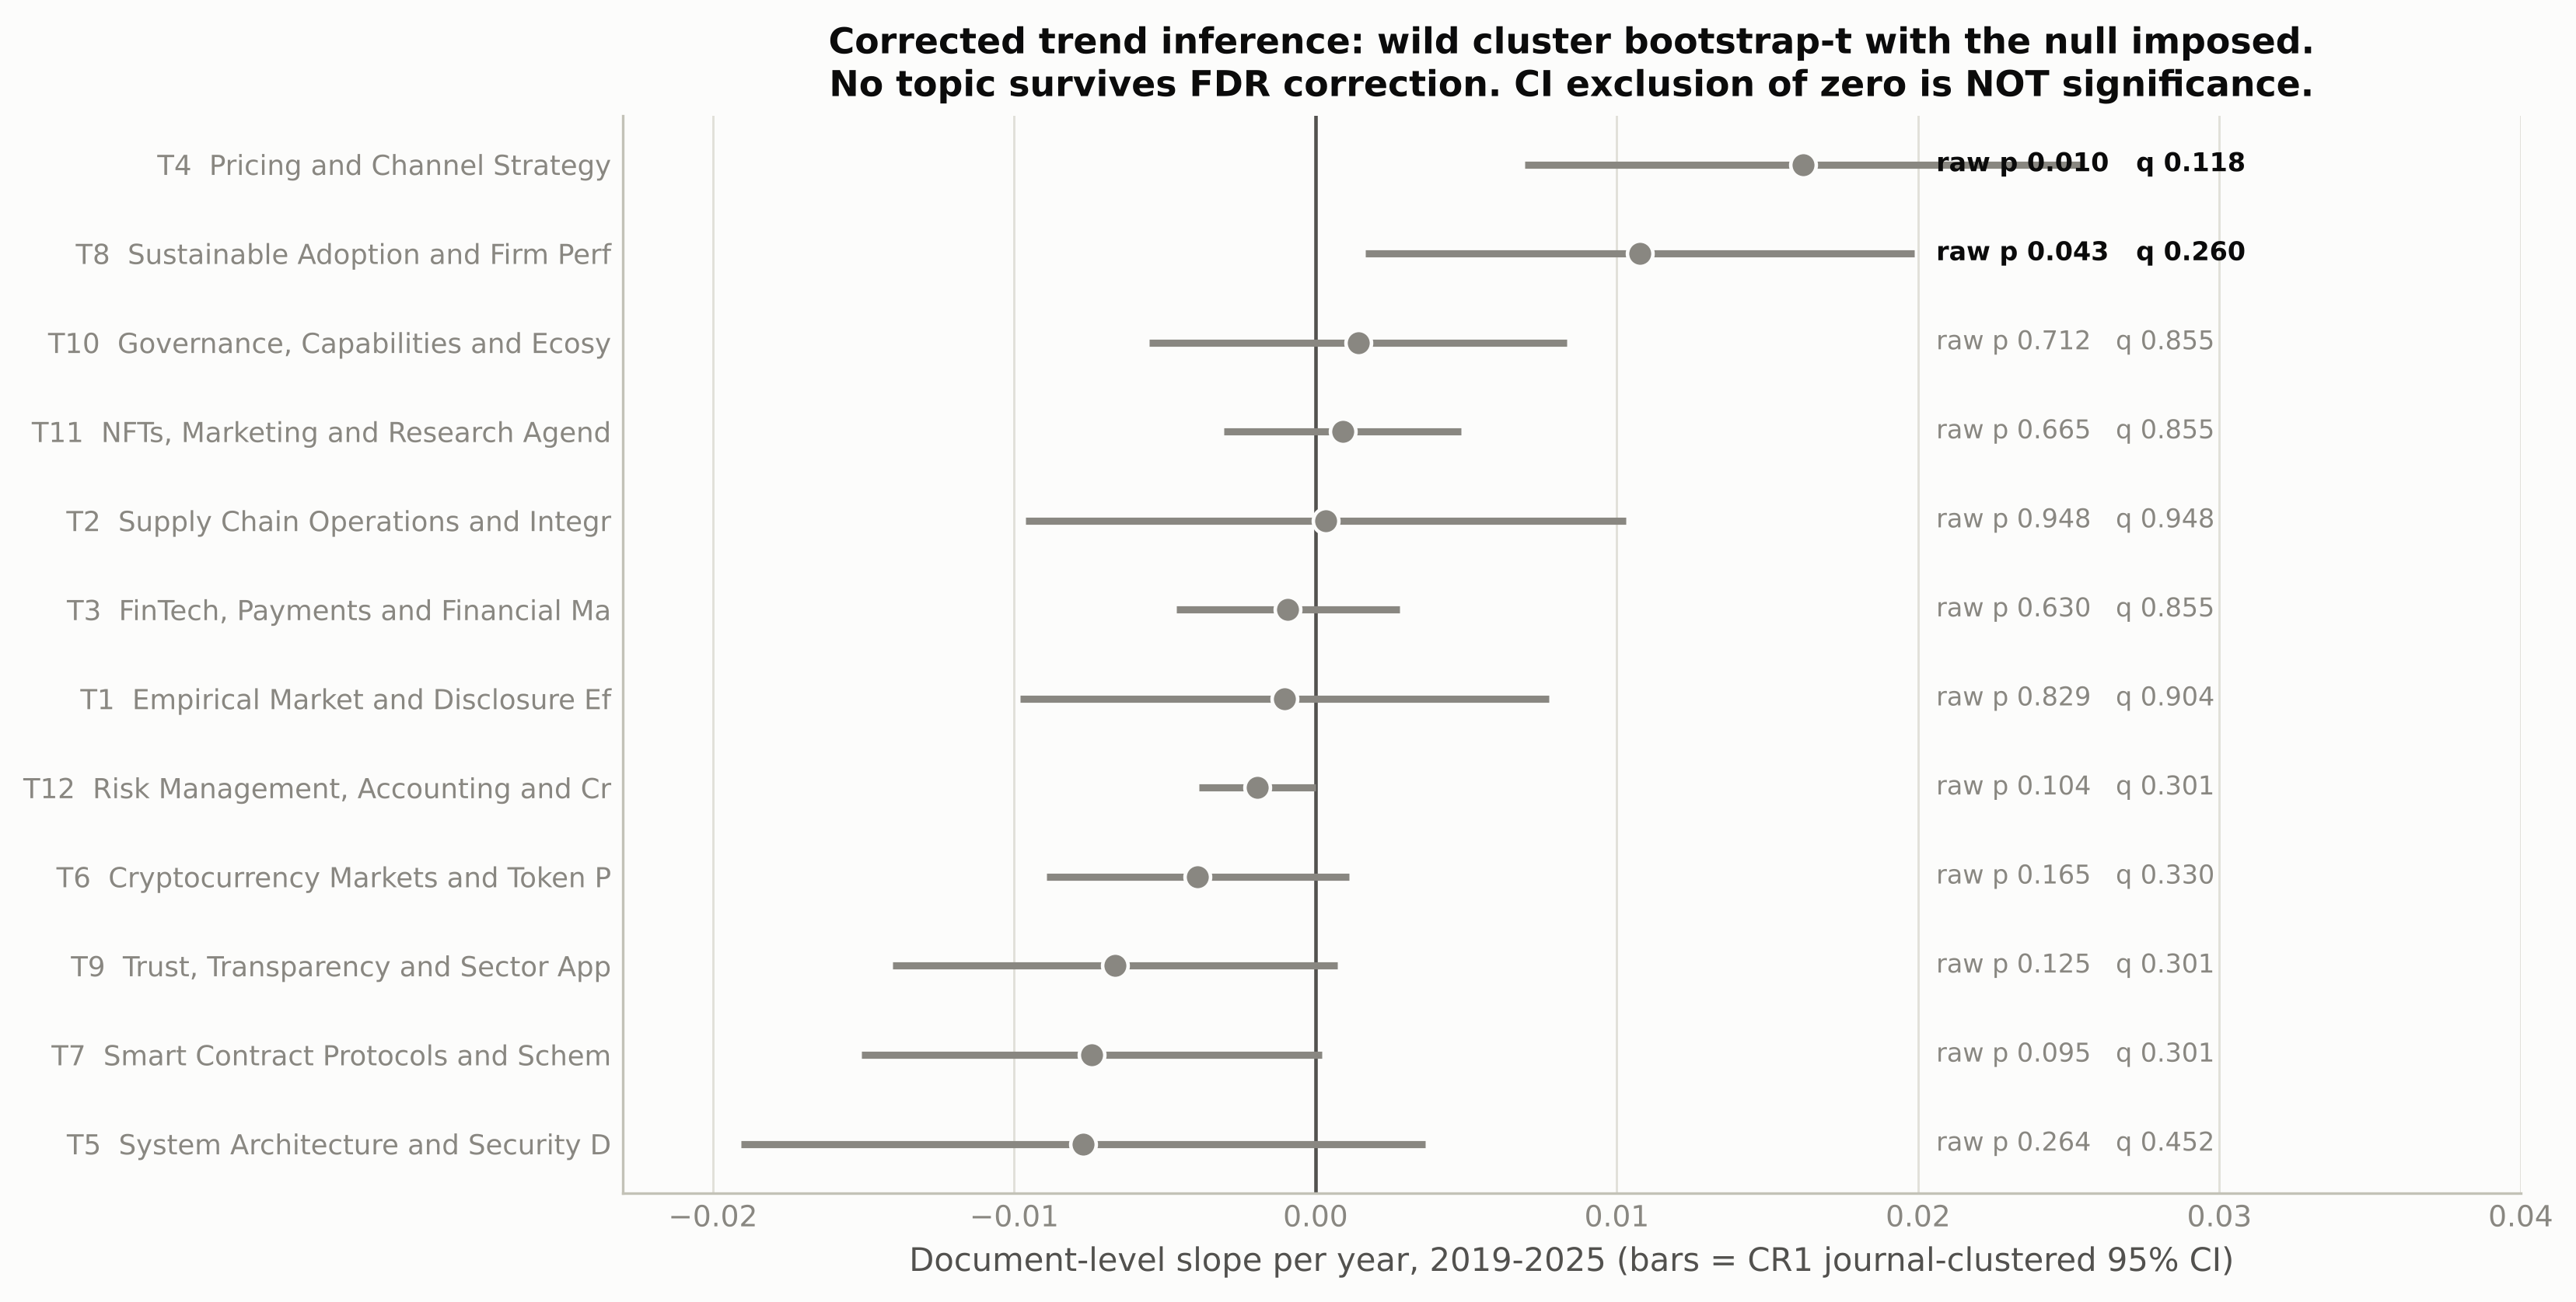 Corrected trend inference: wild cluster bootstrap-t with the null imposed.
No topic survives FDR correction. CI exclusion of zero is NOT significance.
T4 Pricing and Channel Strategy raw p 0.010 q 0.118
T8 Sustainable Adoption and Firm Perf raw p 0.043 q 0.260
T10 Governance, Capabilities and Ecosy raw p 0.712 q 0.855
T11 NFTs, Marketing and Research Agend raw p 0.665 q 0.855
T2 Supply Chain Operations and Integr raw p 0.948 q 0.948
T3 FinTech, Payments and Financial Ma raw p 0.630 q 0.855
T1 Empirical Market and Disclosure Ef raw p 0.829 q 0.904
T12 Risk Management, Accounting and Cr raw p 0.104 q 0.301
T6 Cryptocurrency Markets and Token P raw p 0.165 q 0.330
T9 Trust, Transparency and Sector App raw p 0.125 q 0.301
T7 Smart Contract Protocols and Schem raw p 0.095 q 0.301
T5 System Architecture and Security D raw p 0.264 q 0.452
−0.02 −0.01 0.00 0.01 0.02 0.03 0.04
Document-level slope per year, 2019-2025 (bars = CR1 journal-clustered 95% CI)